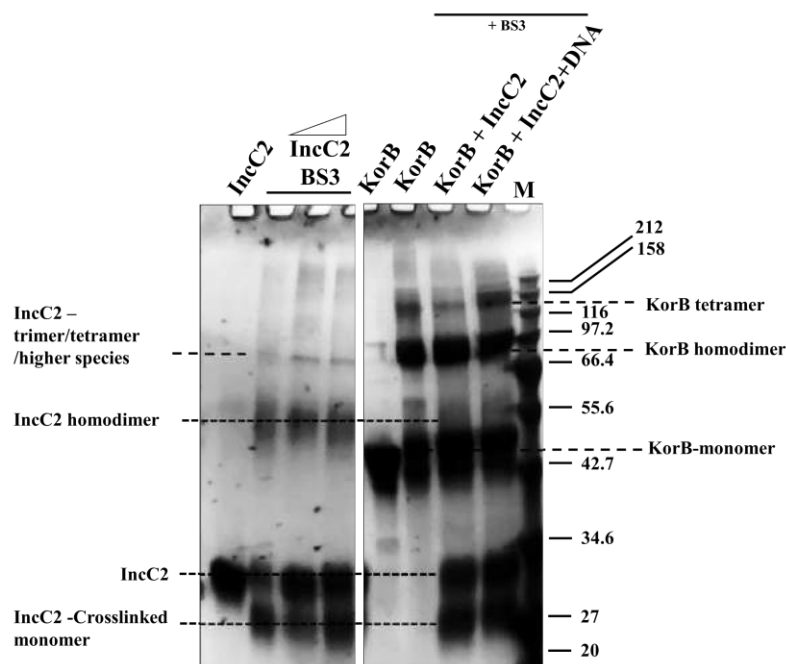 + BS3
IncC2
IncC2
BS3
KorB
KorB
KorB + IncC2
KorB + IncC2+DNA
M
212
158
IncC2 –
trimer/tetramer
/higher species
KorB tetramer
116
97.2
KorB homodimer
66.4
IncC2 homodimer
55.6
KorB-monomer
42.7
34.6
IncC2
IncC2 -Crosslinked
monomer
27
20